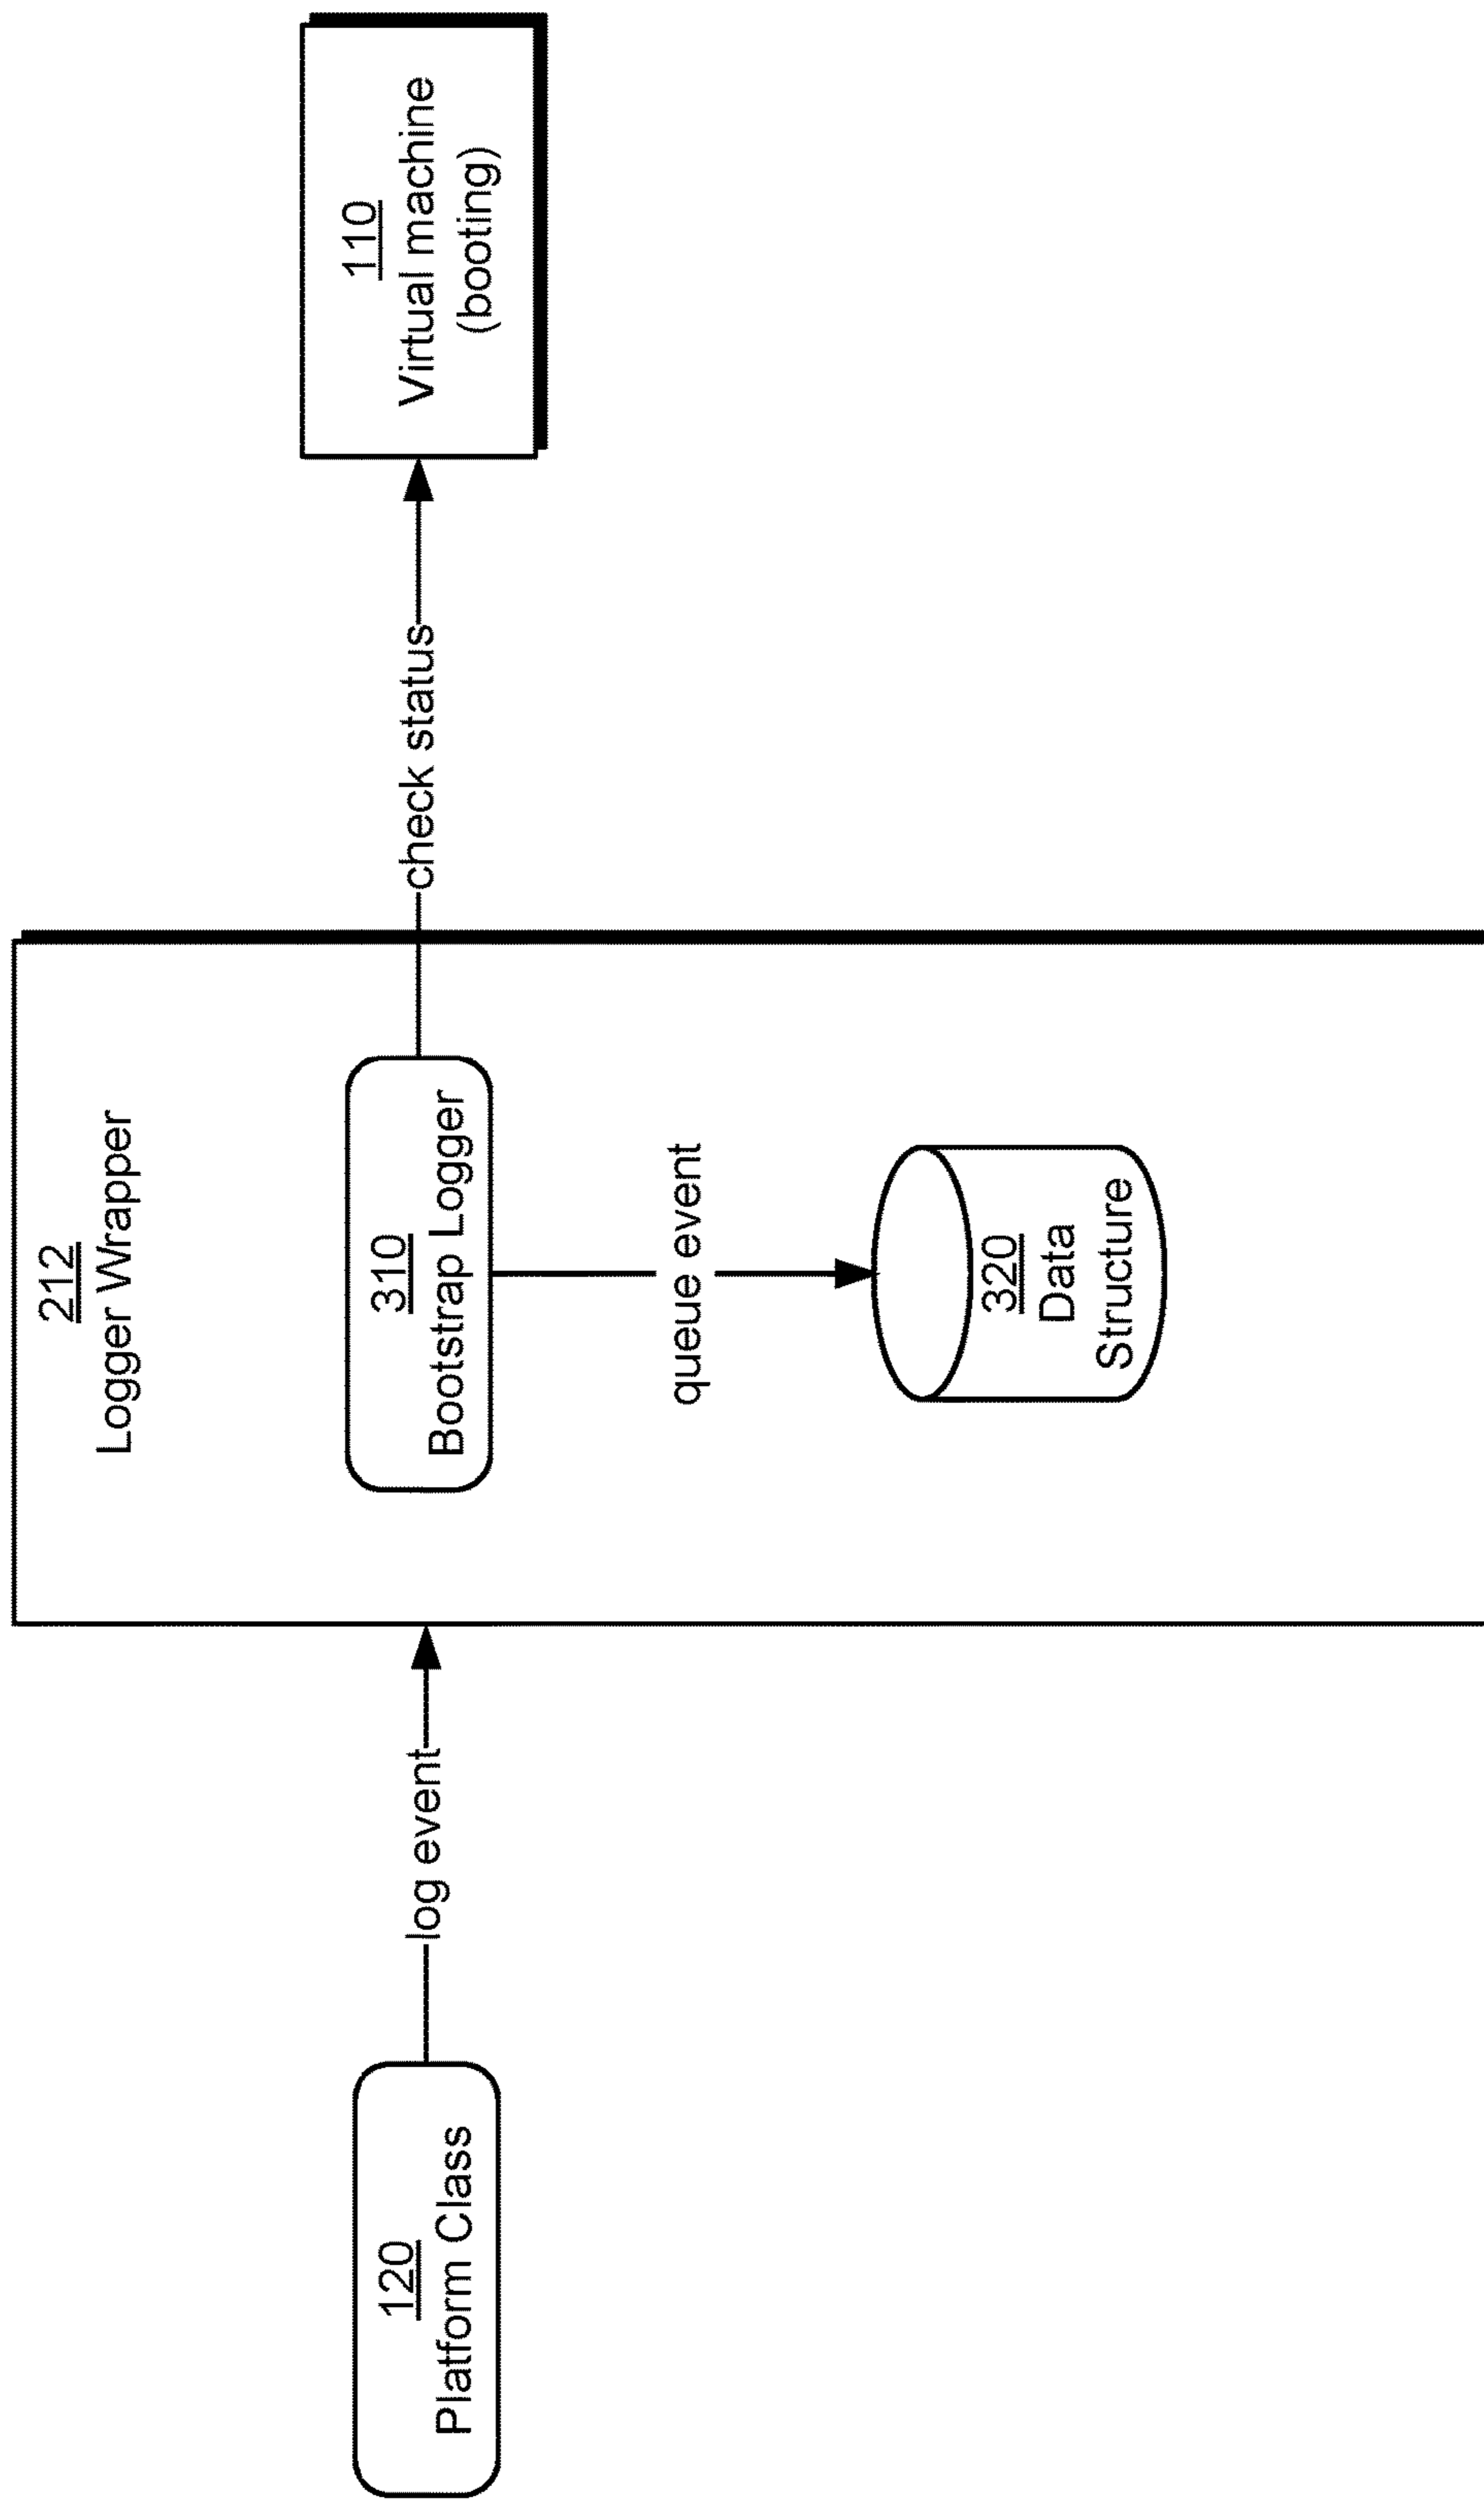 120
Platform Class
log event
212
Logger Wrapper
310
Bootstrap Logger
queue event
320
Data
Structure
check status
110
Virtual machine
(booting)